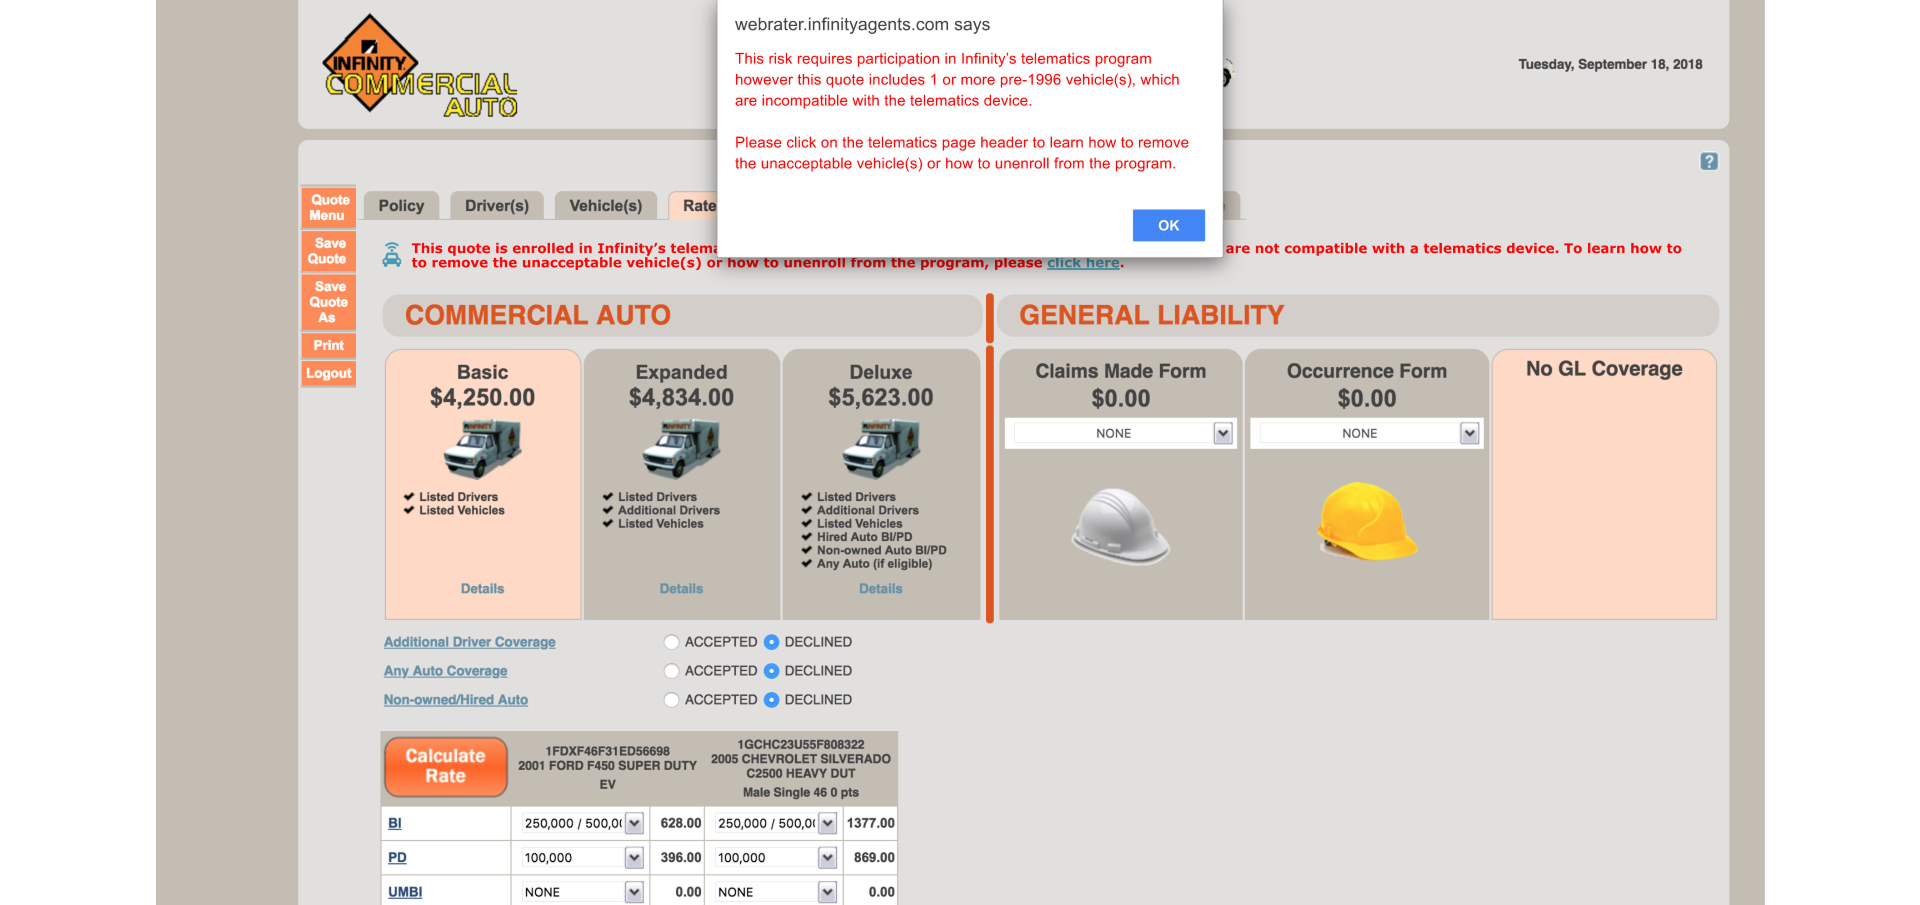 webrater.infinityagents.com says
This risk requires participation in Infinity's telematics program
however this quote includes 1 or more pre-1996 vehicle(s), which
are incompatible with the telematics device.
Please click on the telematics page header to learn how to remove
the unacceptable vehicle(s) or how to unenroll from the program.
OK
INFINITY
COMMERCIAL
AUTO
Tuesday, September 18, 2018
?
Quote
Menu
Save
Quote
Save
Quote
As
Print
Logout
Policy
Driver(s)
Vehicle(s)
Rate
This quote is enrolled in Infinity's telema
are not compatible with a telematics device. To learn how to
to remove the unacceptable vehicle(s) or how to unenroll from the program, please click here.
COMMERCIAL AUTO
GENERAL LIABILITY
Basic
$4,250.00
INFINITY
Listed Drivers
Listed Vehicles
Details
Expanded
$4,834.00
INFINITY
Listed Drivers
Additional Drivers
Listed Vehicles
Details
Deluxe
$5,623.00
INFINITY
Listed Drivers
Additional Drivers
Listed Vehicles
Hired Auto BI/PD
Non-owned Auto BI/PD
Any Auto (if eligible)
Details
Claims Made Form
$0.00
NONE
Occurrence Form
$0.00
NONE
No GL Coverage
Additional Driver Coverage ACCEPTED DECLINED
Any Auto Coverage ACCEPTED DECLINED
Non-owned/Hired Auto ACCEPTED DECLINED
Calculate
Rate
1FDXF46F31ED56698
2001 FORD F450 SUPER DUTY
EV
1GCHC23U55F808322
2005 CHEVROLET SILVERADO
C2500 HEAVY DUT
Male Single 46 0 pts
BI 250,000 / 500,0 628.00 250,000 / 500,0 1377.00
PD 100,000 396.00 100,000 869.00
UMBI NONE 0.00 NONE 0.00